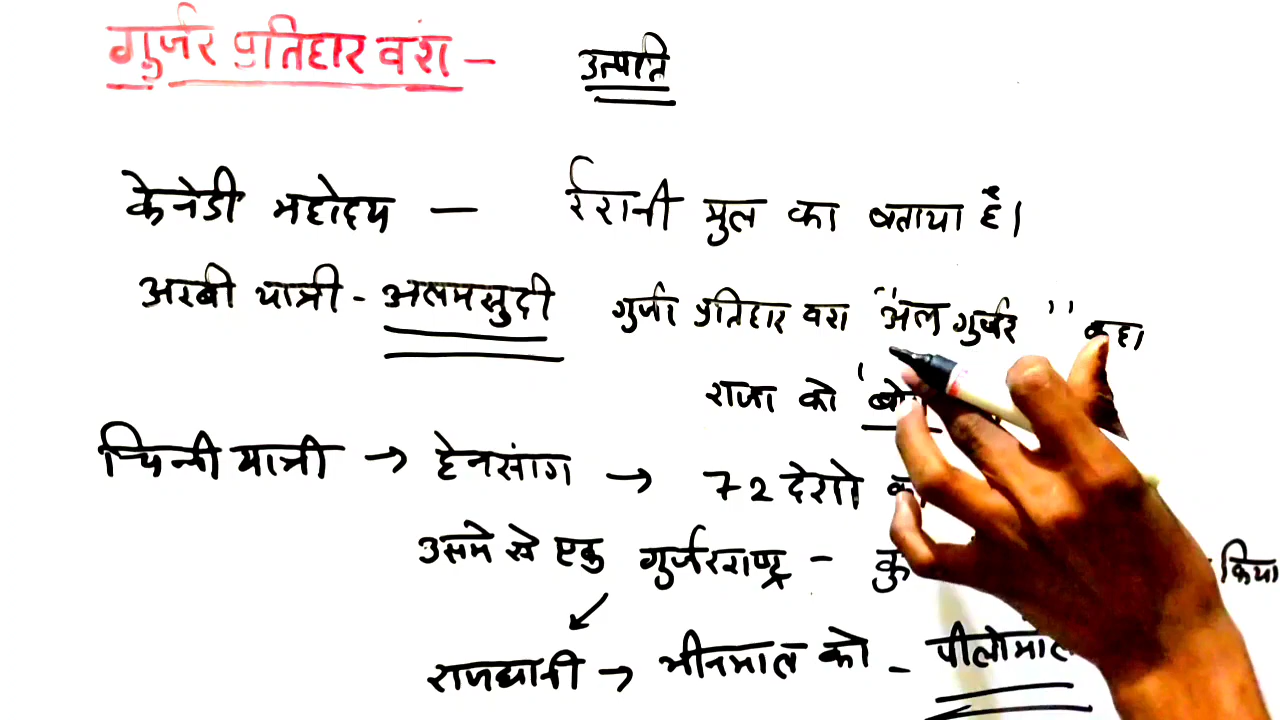 गुर्जर प्रतिहार वंश - उत्पति
केनेडी महोदय - ईरानी मुल का बताया है।
अरबी यात्री - अलमसुदी गुर्जर प्रतिहार वंश "अल गुर्जर" कहा
राजा को
चिनी यात्री → हेनसांग → 72 देशो
उसमे से एक गुर्जरराष्ट्र - किया
राजधानी → भीनमाल को - पीलोमाल